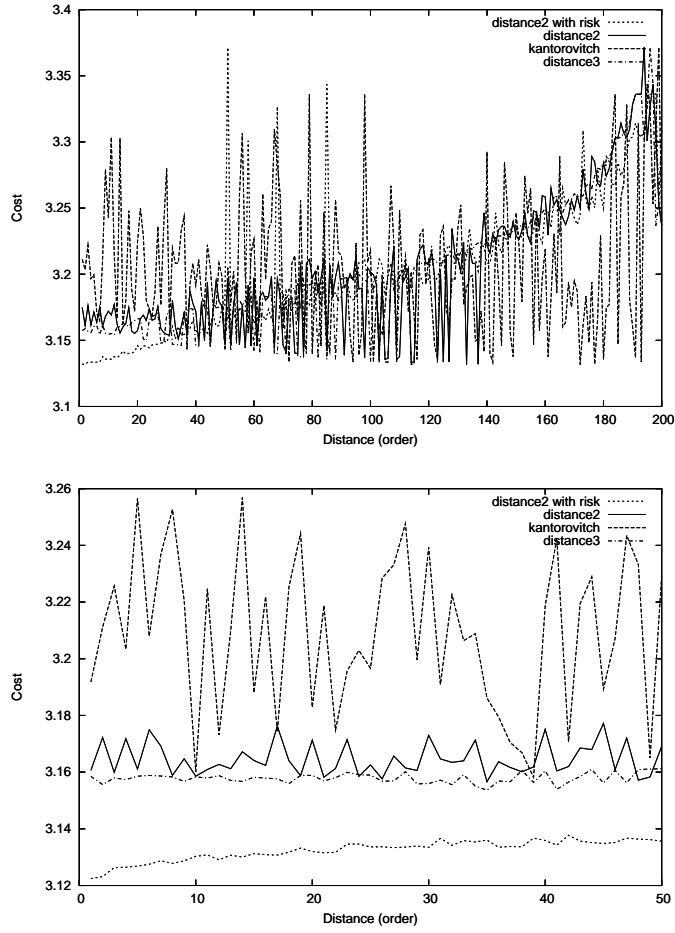 3.4
3.35
3.3
3.25
3.2
3.15
3.1
Cost
distance2 with risk
distance2
kantorovitch
distance3
0 20 40 60 80 100 120 140 160 180 200
Distance (order)
3.26
3.24
3.22
3.2
3.18
3.16
3.14
3.12
Cost
distance2 with risk
distance2
kantorovitch
distance3
0 10 20 30 40 50
Distance (order)